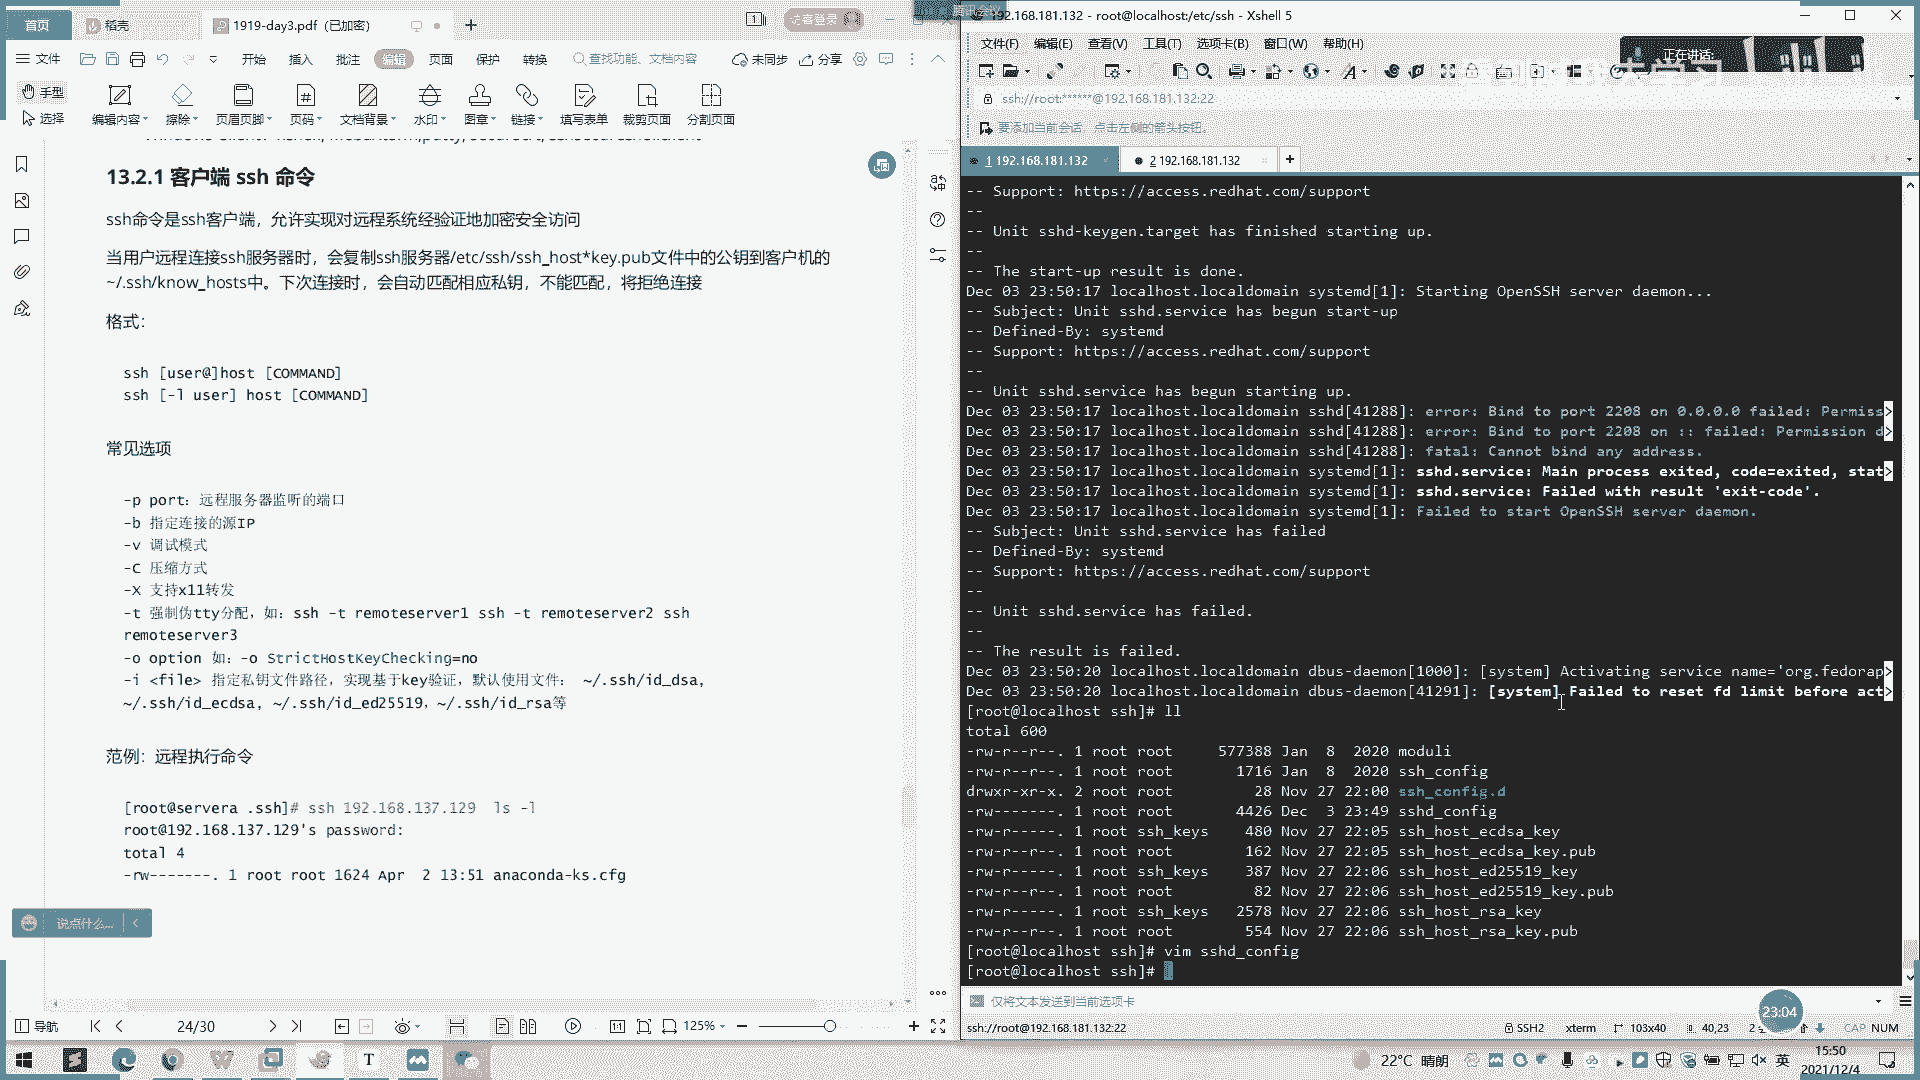 首页
稻壳
1919-day3.pdf (已加密)
访客登录
文件
开始
插入
批注
编辑
页面
保护
转换
查找功能、文档内容
未同步
分享
手型
选择
编辑内容
擦除
页眉页脚
页码
文档背景
水印
图章
链接
填写表单
裁剪页面
分割页面
13.2.1 客户端 ssh 命令
ssh命令是ssh客户端，允许实现对远程系统经验证地加密安全访问
当用户远程连接ssh服务器时，会复制ssh服务器/etc/ssh/ssh_host*key.pub文件中的公钥到客户机的
~/.ssh/know_hosts中。下次连接时，会自动匹配相应私钥，不能匹配，将拒绝连接
格式：
ssh [user@]host [COMMAND]
ssh [-l user] host [COMMAND]
常见选项
-p port：远程服务器监听的端口
-b 指定连接的源IP
-v 调试模式
-C 压缩方式
-X 支持x11转发
-t 强制伪tty分配，如：ssh -t remoteserver1 ssh -t remoteserver2 ssh
remoteserver3
-o option 如：-o StrictHostKeyChecking=no
-i <file> 指定私钥文件路径，实现基于key验证，默认使用文件： ~/.ssh/id_dsa,
~/.ssh/id_ecdsa, ~/.ssh/id_ed25519，~/.ssh/id_rsa等
范例：远程执行命令
[root@servera .ssh]# ssh 192.168.137.129  ls -l
root@192.168.137.129's password:
total 4
-rw-------. 1 root root 1624 Apr  2 13:51 anaconda-ks.cfg
说点什么...
导航
24/30
125%
192.168.181.132 - root@localhost:/etc/ssh - Xshell 5
文件(F)
编辑(E)
查看(V)
工具(T)
选项卡(B)
窗口(W)
帮助(H)
正在讲话:
ssh://root:******@192.168.181.132:22
要添加当前会话，点击左侧的箭头按钮。
1 192.168.181.132
2 192.168.181.132
-- Support: https://access.redhat.com/support
--
-- Unit sshd-keygen.target has finished starting up.
--
-- The start-up result is done.
Dec 03 23:50:17 localhost.localdomain systemd[1]: Starting OpenSSH server daemon...
-- Subject: Unit sshd.service has begun start-up
-- Defined-By: systemd
-- Support: https://access.redhat.com/support
--
-- Unit sshd.service has begun starting up.
Dec 03 23:50:17 localhost.localdomain sshd[41288]: error: Bind to port 2208 on 0.0.0.0 failed: Permiss>
Dec 03 23:50:17 localhost.localdomain sshd[41288]: error: Bind to port 2208 on :: failed: Permission d>
Dec 03 23:50:17 localhost.localdomain sshd[41288]: fatal: Cannot bind any address.
Dec 03 23:50:17 localhost.localdomain systemd[1]: sshd.service: Main process exited, code=exited, stat>
Dec 03 23:50:17 localhost.localdomain systemd[1]: sshd.service: Failed with result 'exit-code'.
Dec 03 23:50:17 localhost.localdomain systemd[1]: Failed to start OpenSSH server daemon.
-- Subject: Unit sshd.service has failed
-- Defined-By: systemd
-- Support: https://access.redhat.com/support
--
-- Unit sshd.service has failed.
--
-- The result is failed.
Dec 03 23:50:20 localhost.localdomain dbus-daemon[1000]: [system] Activating service name='org.fedorap>
Dec 03 23:50:20 localhost.localdomain dbus-daemon[41291]: [system] Failed to reset fd limit before act>
[root@localhost ssh]# ll
total 600
-rw-r--r--. 1 root root     577388 Jan  8  2020 moduli
-rw-r--r--. 1 root root       1716 Jan  8  2020 ssh_config
drwxr-xr-x. 2 root root         28 Nov 27 22:00 ssh_config.d
-rw-------. 1 root root       4426 Dec  3 23:49 sshd_config
-rw-r-----. 1 root ssh_keys    480 Nov 27 22:05 ssh_host_ecdsa_key
-rw-r--r--. 1 root root        162 Nov 27 22:05 ssh_host_ecdsa_key.pub
-rw-r-----. 1 root ssh_keys    387 Nov 27 22:06 ssh_host_ed25519_key
-rw-r--r--. 1 root root         82 Nov 27 22:06 ssh_host_ed25519_key.pub
-rw-r-----. 1 root ssh_keys   2578 Nov 27 22:06 ssh_host_rsa_key
-rw-r--r--. 1 root root        554 Nov 27 22:06 ssh_host_rsa_key.pub
[root@localhost ssh]# vim sshd_config
[root@localhost ssh]#
仅将文本发送到当前选项卡
23:04
ssh://root@192.168.181.132:22
SSH2
xterm
103x40
40,23
CAP NUM
22°C 晴朗
英
15:50
2021/12/4